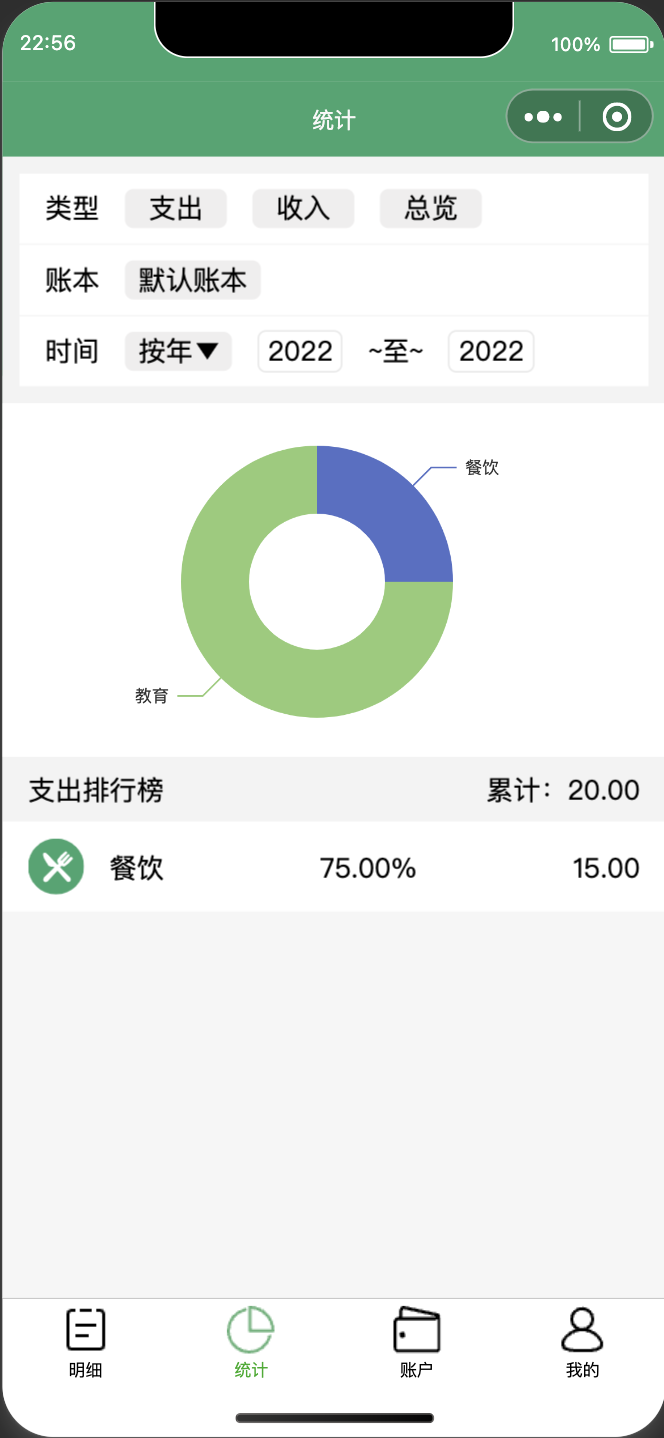 22:56
100%
统计
类型 支出 收入 总览
账本 默认账本
时间 按年▼ 2022 ~至~ 2022
餐饮
教育
支出排行榜 累计：20.00
餐饮 75.00% 15.00
明细 统计 账户 我的